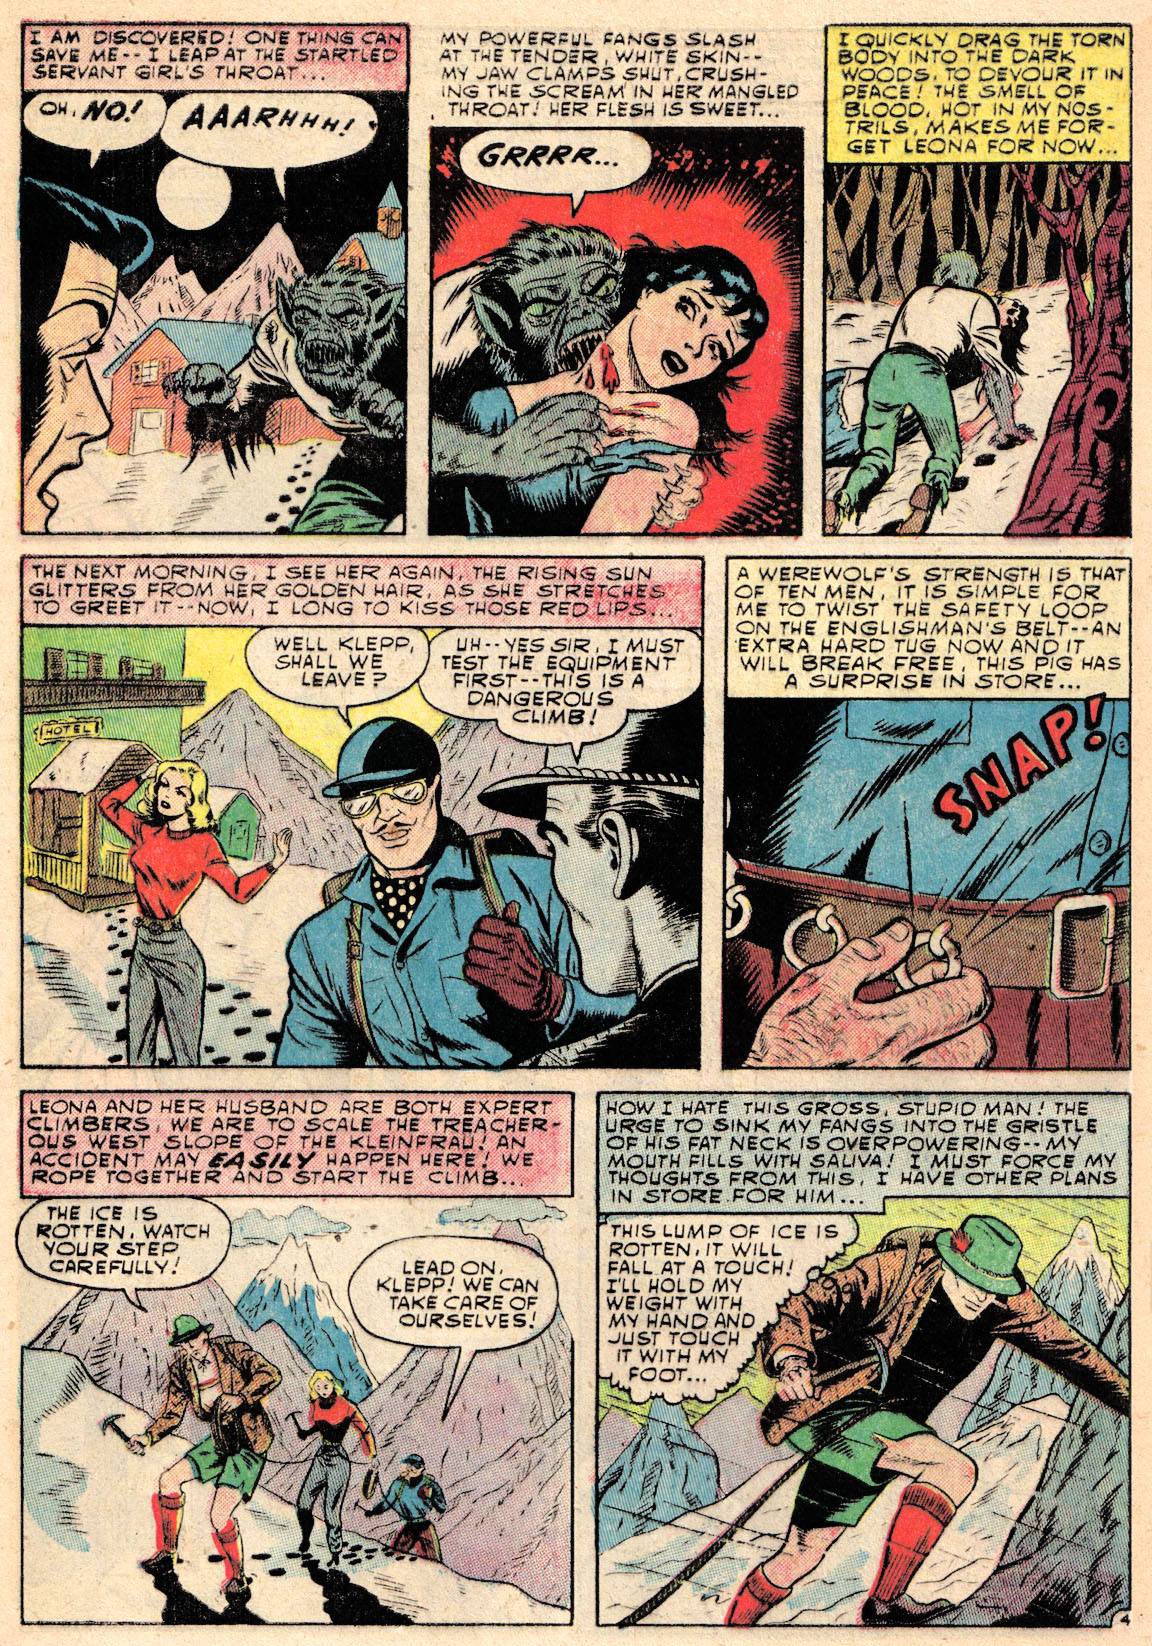 I AM DISCOVERED! ONE THING CAN
SAVE ME-- I LEAP AT THE STARTLED
SERVANT GIRL'S THROAT...
OH, NO!
AAARHHH!
MY POWERFUL FANGS SLASH
AT THE TENDER, WHITE SKIN--
MY JAW CLAMPS SHUT, CRUSH-
ING THE SCREAM IN HER MANGLED
THROAT! HER FLESH IS SWEET...
GRRRR...
I QUICKLY DRAG THE TORN
BODY INTO THE DARK
WOODS, TO DEVOUR IT IN
PEACE! THE SMELL OF
BLOOD, HOT IN MY NOS-
TRILS, MAKES ME FOR-
GET LEONA FOR NOW...
THE NEXT MORNING, I SEE HER AGAIN, THE RISING SUN
GLITTERS FROM HER GOLDEN HAIR, AS SHE STRETCHES
TO GREET IT--NOW, I LONG TO KISS THOSE RED LIPS...
WELL KLEPP,
SHALL WE
LEAVE?
UH--YES SIR, I MUST
TEST THE EQUIPMENT
FIRST--THIS IS A
DANGEROUS
CLIMB!
HOTEL
A WEREWOLF'S STRENGTH IS THAT
OF TEN MEN, IT IS SIMPLE FOR
ME TO TWIST THE SAFETY LOOP
ON THE ENGLISHMAN'S BELT--AN
EXTRA HARD TUG NOW AND IT
WILL BREAK FREE, THIS PIG HAS
A SURPRISE IN STORE...
SNAP!
LEONA AND HER HUSBAND ARE BOTH EXPERT
CLIMBERS, WE ARE TO SCALE THE TREACHER-
OUS WEST SLOPE OF THE KLEINFRAU! AN
ACCIDENT MAY EASILY HAPPEN HERE! WE
ROPE TOGETHER AND START THE CLIMB...
THE ICE IS
ROTTEN, WATCH
YOUR STEP
CAREFULLY!
LEAD ON,
KLEPP! WE CAN
TAKE CARE OF
OURSELVES!
HOW I HATE THIS GROSS, STUPID MAN! THE
URGE TO SINK MY FANGS INTO THE GRISTLE
OF HIS FAT NECK IS OVERPOWERING-- MY
MOUTH FILLS WITH SALIVA! I MUST FORCE MY
THOUGHTS FROM THIS, I HAVE OTHER PLANS
IN STORE FOR HIM...
THIS LUMP OF ICE IS
ROTTEN, IT WILL
FALL AT A TOUCH!
I'LL HOLD MY
WEIGHT WITH
MY HAND AND
JUST TOUCH
IT WITH MY
FOOT...
4